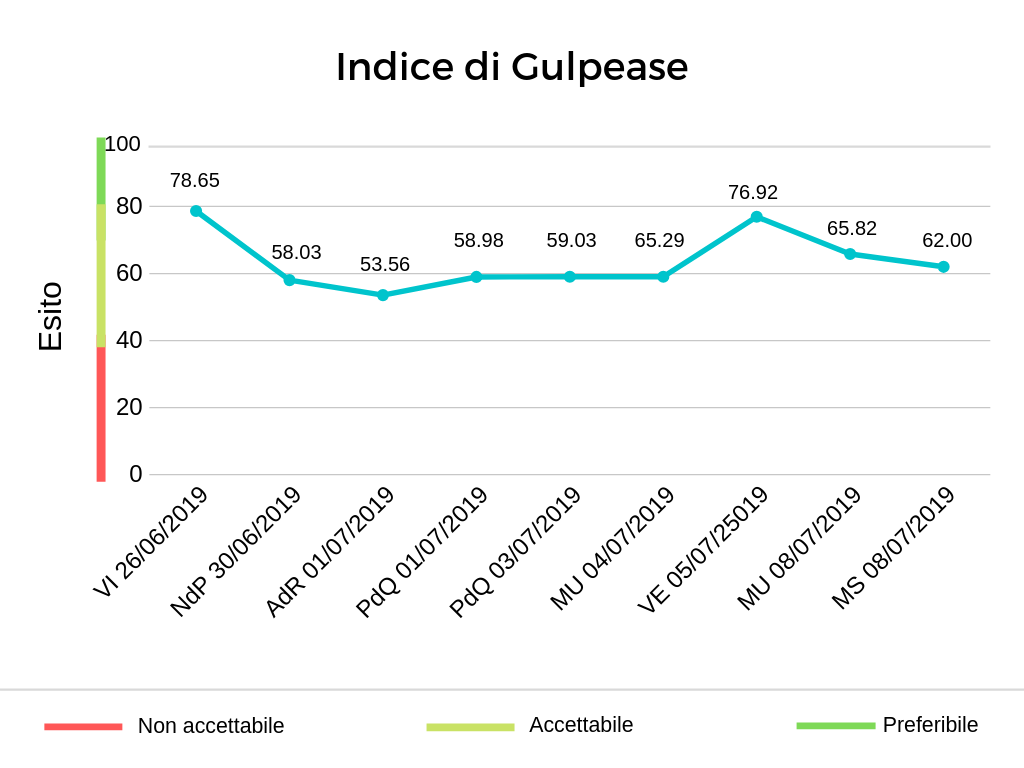 Indice di Gulpease
Esito
100
80
60
40
20
0
78.65
58.03
53.56
58.98
59.03
65.29
76.92
65.82
62.00
VI 26/06/2019
NdP 30/06/2019
AdR 01/07/2019
PdQ 01/07/2019
PdQ 03/07/2019
MU 04/07/2019
VE 05/07/25019
MU 08/07/2019
MS 08/07/2019
Non accettabile
Accettabile
Preferibile